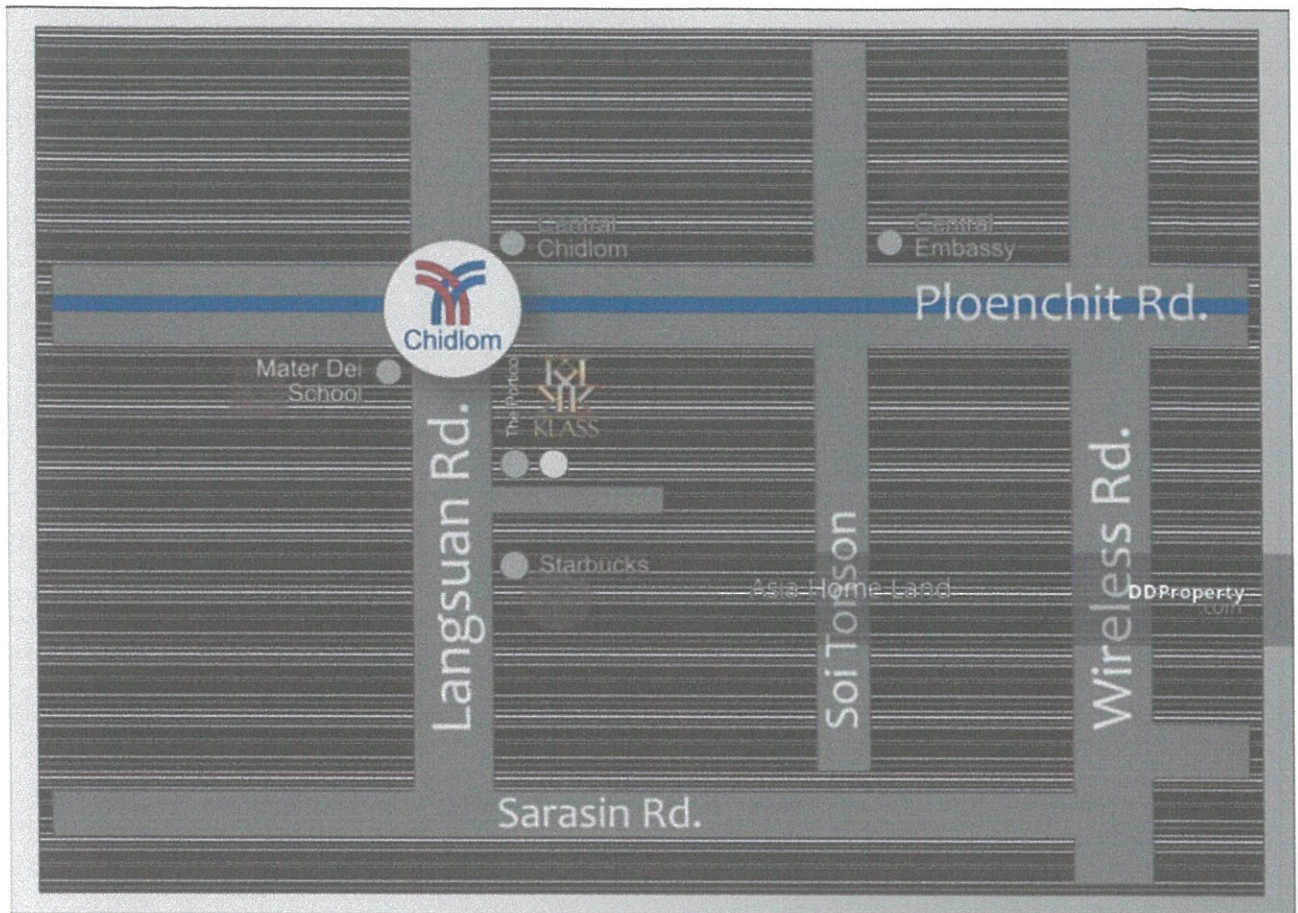 Central
Chidlom
Central
Embassy
Ploenchit Rd.
Chidlom
Mater Dei
School
The Portico
KLASS
Langsuan Rd.
Starbucks
Soi Tonson
Wireless Rd.
Asia Home Land
DDProperty
.com
Sarasin Rd.